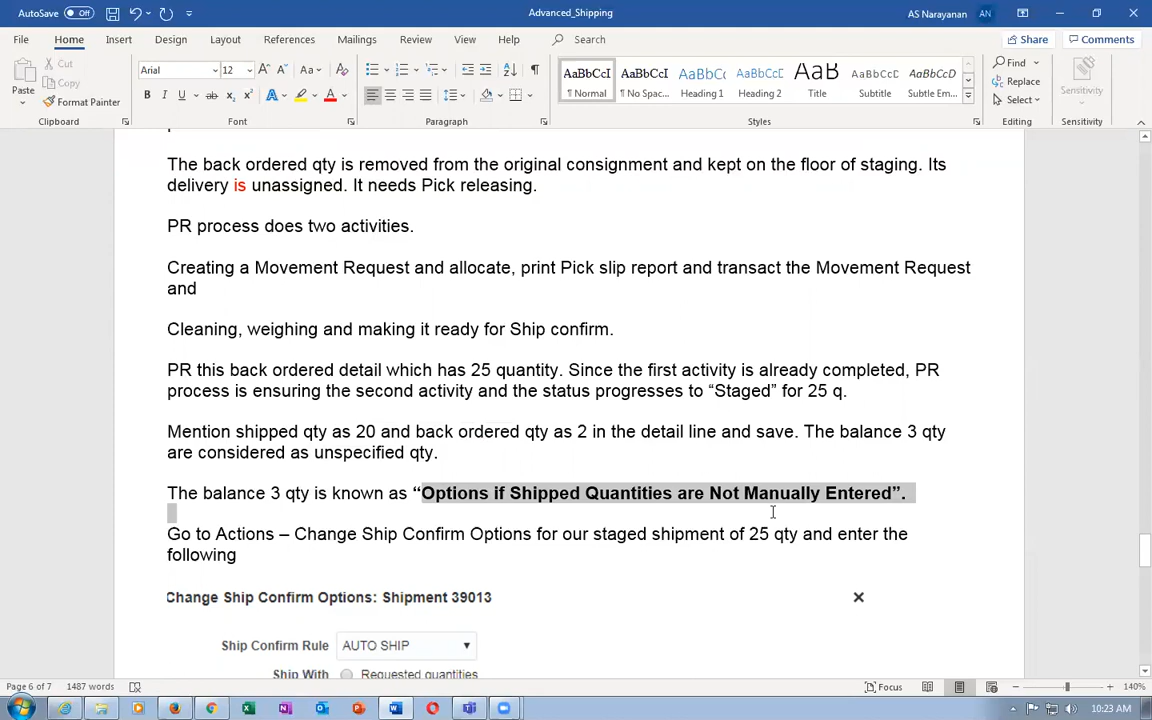 AutoSave Off Advanced_Shipping AS Narayanan AN
File Home Insert Design Layout References Mailings Review View Help Search Share Comments
Paste Cut Copy Format Painter
Arial 12 Aa
B I U ab x₂ x² A A
AaBbCcI AaBbCcI AaBbCc AaBbCcC AaB AaBbCcD AaBbCcD
¶ Normal ¶ No Spac... Heading 1 Heading 2 Title Subtitle Subtle Em...
Find Replace Select Sensitivity
Clipboard Font Paragraph Styles Editing Sensitivity
The back ordered qty is removed from the original consignment and kept on the floor of staging. Its
delivery is unassigned. It needs Pick releasing.
PR process does two activities.
Creating a Movement Request and allocate, print Pick slip report and transact the Movement Request
and
Cleaning, weighing and making it ready for Ship confirm.
PR this back ordered detail which has 25 quantity. Since the first activity is already completed, PR
process is ensuring the second activity and the status progresses to “Staged” for 25 q.
Mention shipped qty as 20 and back ordered qty as 2 in the detail line and save. The balance 3 qty
are considered as unspecified qty.
The balance 3 qty is known as “Options if Shipped Quantities are Not Manually Entered”.
Go to Actions – Change Ship Confirm Options for our staged shipment of 25 qty and enter the
following
Change Ship Confirm Options: Shipment 39013
Ship Confirm Rule AUTO SHIP
Ship With Requested quantities
Page 6 of 7 1487 words Focus 140%
10:23 AM